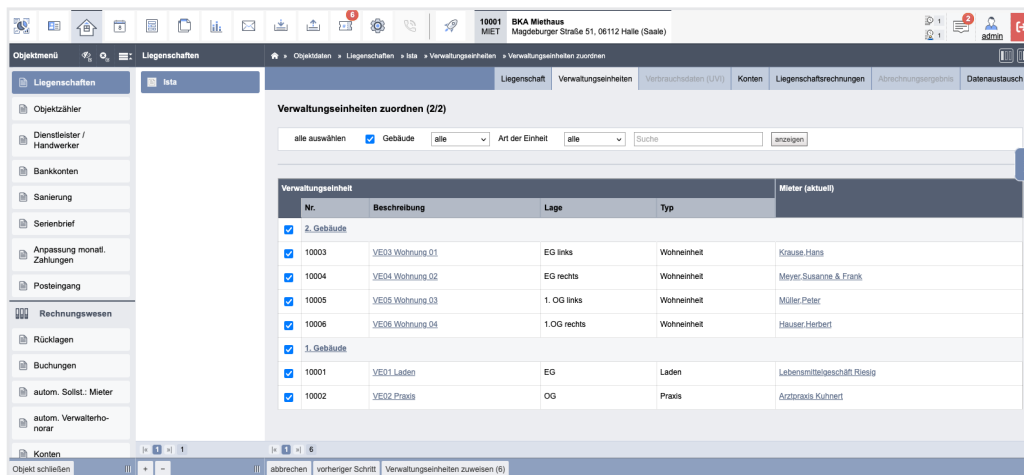 6
10001 BKA Miethaus
MIET Magdeburger Straße 51, 06112 Halle (Saale)
1
1
2
admin
Objektmenü
Liegenschaften
» Objektdaten » Liegenschaften » Ista » Verwaltungseinheiten » Verwaltungseinheiten zuordnen
Liegenschaften
Objektzähler
Dienstleister /
Handwerker
Bankkonten
Sanierung
Serienbrief
Anpassung monatl.
Zahlungen
Posteingang
Rechnungswesen
Rücklagen
Buchungen
autom. Sollst.: Mieter
autom. Verwalterho-
norar
Konten
Objekt schließen
Ista
1 1
+ −
Liegenschaft Verwaltungseinheiten Verbrauchsdaten (UVI) Konten Liegenschaftsrechnungen Abrechnungsergebnis Datenaustausch
Verwaltungseinheiten zuordnen (2/2)
alle auswählen Gebäude alle Art der Einheit alle Suche anzeigen
Verwaltungseinheit Mieter (aktuell)
Nr. Beschreibung Lage Typ
2. Gebäude
10003 VE03 Wohnung 01 EG links Wohneinheit Krause,Hans
10004 VE04 Wohnung 02 EG rechts Wohneinheit Meyer,Susanne & Frank
10005 VE05 Wohnung 03 1. OG links Wohneinheit Müller,Peter
10006 VE06 Wohnung 04 1.OG rechts Wohneinheit Hauser,Herbert
1. Gebäude
10001 VE01 Laden EG Laden Lebensmittelgeschäft Riesig
10002 VE02 Praxis OG Praxis Arztpraxis Kuhnert
1 6
abbrechen vorheriger Schritt Verwaltungseinheiten zuweisen (6)